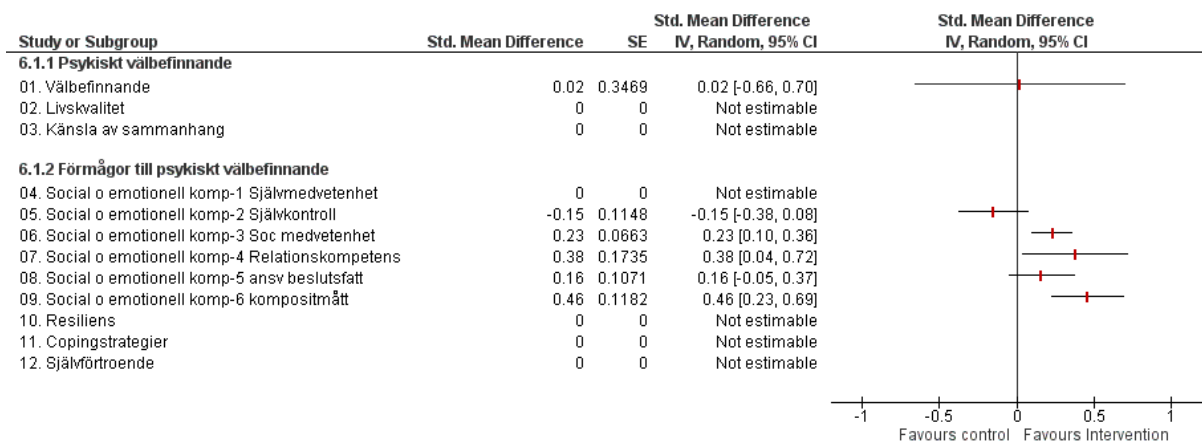 Std. Mean Difference Std. Mean Difference
Study or Subgroup Std. Mean Difference SE IV, Random, 95% CI IV, Random, 95% CI
6.1.1 Psykiskt välbefinnande
01. Välbefinnande 0.02 0.3469 0.02 [-0.66, 0.70]
02. Livskvalitet 0 0 Not estimable
03. Känsla av sammanhang 0 0 Not estimable
6.1.2 Förmågor till psykiskt välbefinnande
04. Social o emotionell komp-1 Självmedvetenhet 0 0 Not estimable
05. Social o emotionell komp-2 Självkontroll -0.15 0.1148 -0.15 [-0.38, 0.08]
06. Social o emotionell komp-3 Soc medvetenhet 0.23 0.0663 0.23 [0.10, 0.36]
07. Social o emotionell komp-4 Relationskompetens 0.38 0.1735 0.38 [0.04, 0.72]
08. Social o emotionell komp-5 ansv beslutsfatt 0.16 0.1071 0.16 [-0.05, 0.37]
09. Social o emotionell komp-6 kompositmått 0.46 0.1182 0.46 [0.23, 0.69]
10. Resiliens 0 0 Not estimable
11. Copingstrategier 0 0 Not estimable
12. Självförtroende 0 0 Not estimable
-1 -0.5 0 0.5 1
Favours control Favours Intervention